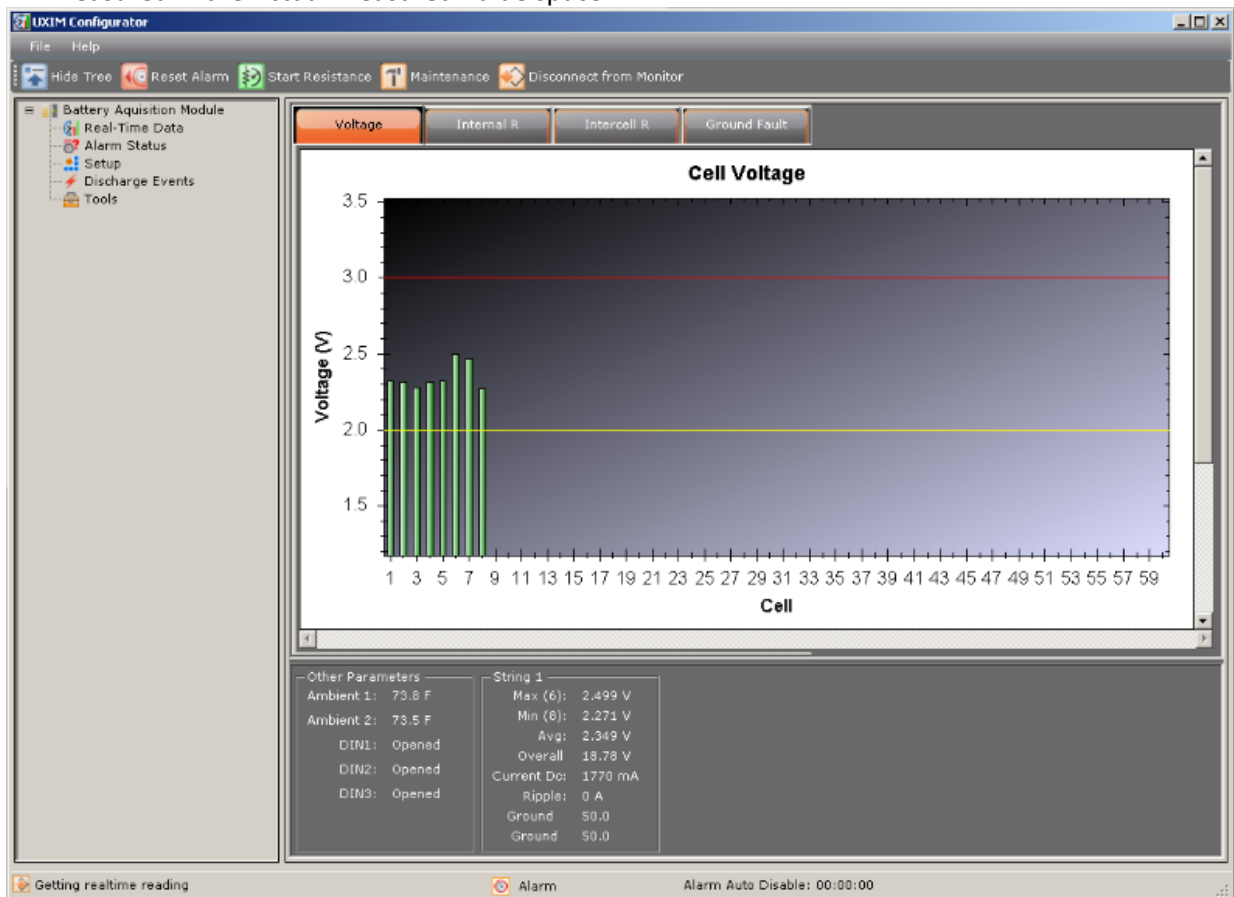 UXIM Configurator
File Help
Hide Tree Reset Alarm Start Resistance Maintenance Disconnect from Monitor
Battery Aquisition Module
Real-Time Data
Alarm Status
Setup
Discharge Events
Tools
Voltage Internal R Intercell R Ground Fault
Cell Voltage
3.5
3.0
2.5
2.0
1.5
Voltage (V)
1 3 5 7 9 11 13 15 17 19 21 23 25 27 29 31 33 35 37 39 41 43 45 47 49 51 53 55 57 59
Cell
Other Parameters
Ambient 1: 73.8 F
Ambient 2: 73.5 F
DIN1: Opened
DIN2: Opened
DIN3: Opened
String 1
Max (6): 2.499 V
Min (8): 2.271 V
Avg: 2.349 V
Overall 18.78 V
Current Dc: 1770 mA
Ripple: 0 A
Ground 50.0
Ground 50.0
Getting realtime reading Alarm Alarm Auto Disable: 00:00:00